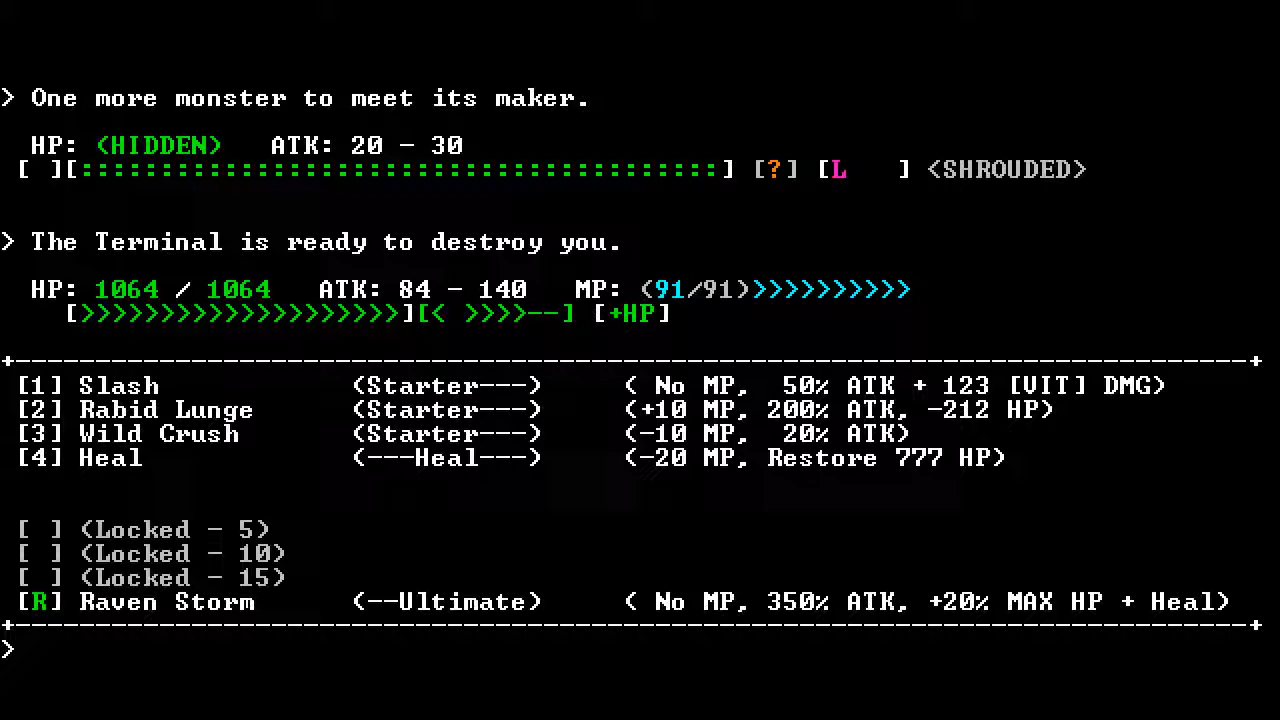 > One more monster to meet its maker.
HP: <HIDDEN>   ATK: 20 - 30
[ ][::::::::::::::::::::::::::::::::::::::::] [?] [L   ] <SHROUDED>
> The Terminal is ready to destroy you.
HP: 1064 / 1064   ATK: 84 - 140   MP: (91/91)>>>>>>>>>>
[>>>>>>>>>>>>>>>>>>>>][< >>>>--] [+HP]
+------------------------------------------------------------------------------+
[1] Slash            (Starter---)     ( No MP,  50% ATK + 123 [VIT] DMG)
[2] Rabid Lunge      (Starter---)     (+10 MP, 200% ATK, -212 HP)
[3] Wild Crush       (Starter---)     (-10 MP,  20% ATK)
[4] Heal             (---Heal---)     (-20 MP, Restore 777 HP)
[ ] (Locked - 5)
[ ] (Locked - 10)
[ ] (Locked - 15)
[R] Raven Storm      (--Ultimate)     ( No MP, 350% ATK, +20% MAX HP + Heal)
+------------------------------------------------------------------------------+
>